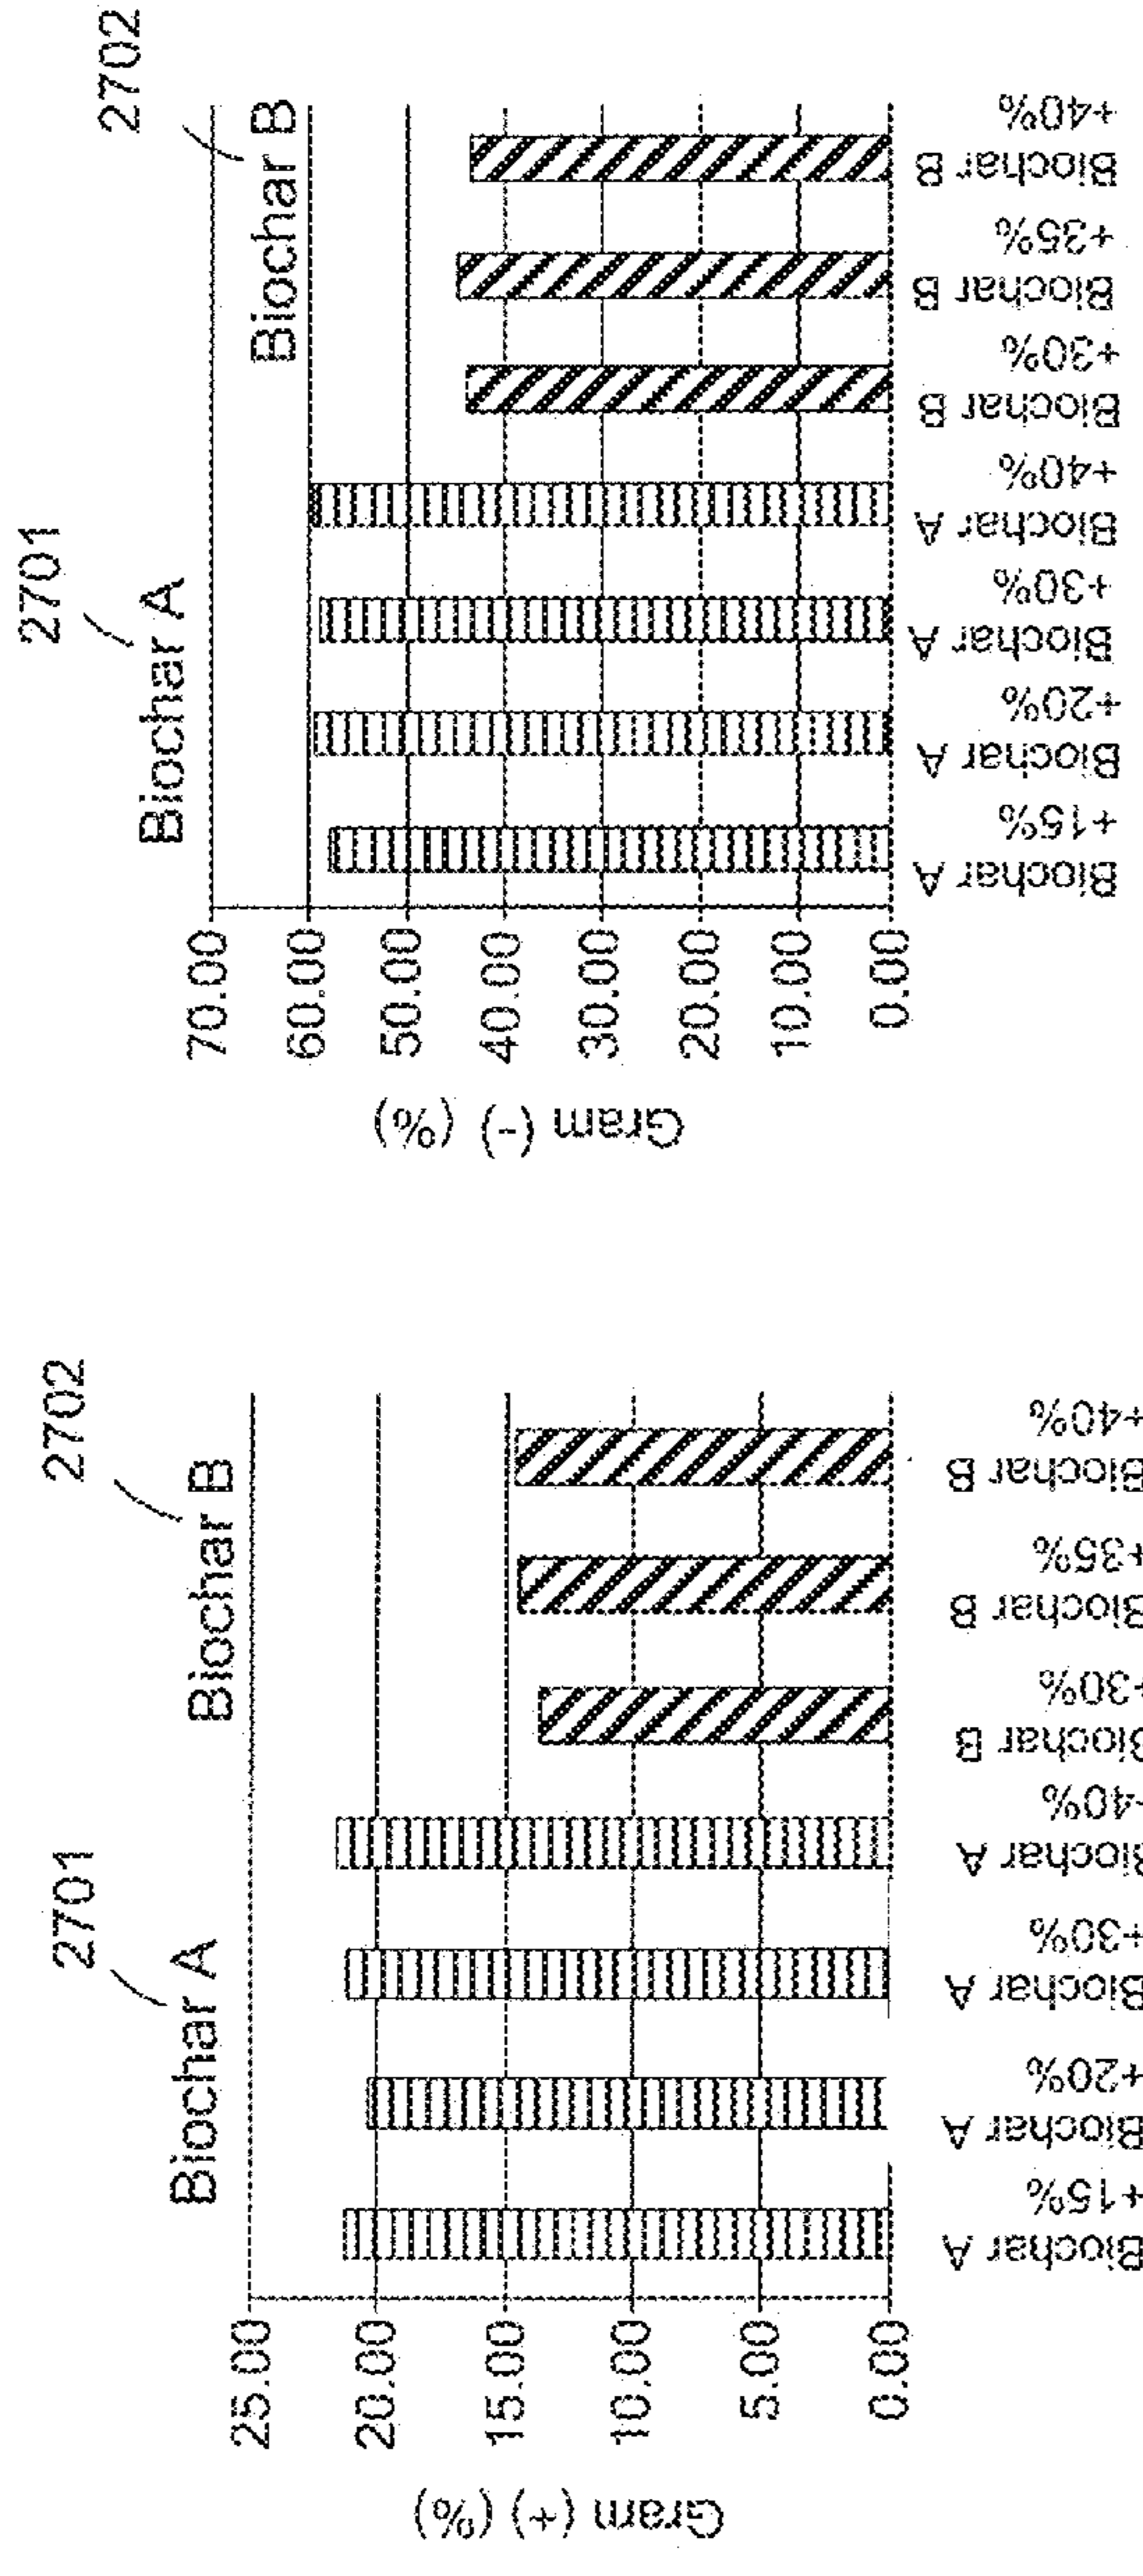 2701
2702
Biochar A
Biochar B
Gram (+) (%)
25.00
20.00
15.00
10.00
5.00
0.00
Biochar A
+15%
Biochar A
+20%
Biochar A
+30%
Biochar A
+40%
Biochar B
+30%
Biochar B
+35%
Biochar B
+40%
2701
2702
Biochar A
Biochar B
Gram (-) (%)
70.00
60.00
50.00
40.00
30.00
20.00
10.00
0.00
Biochar A
+15%
Biochar A
+20%
Biochar A
+30%
Biochar A
+40%
Biochar B
+30%
Biochar B
+35%
Biochar B
+40%